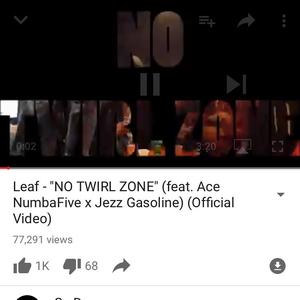 NO
TWIRL ZONE
0:02
3:20
Leaf - "NO TWIRL ZONE" (feat. Ace
NumbaFive x Jezz Gasoline) (Official
Video)
77,291 views
1K
68